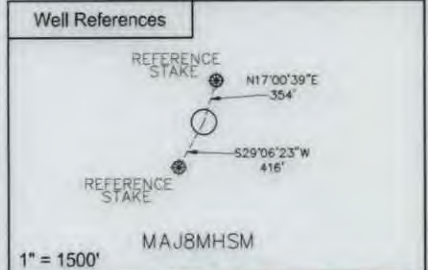 Well References
REFERENCE
STAKE
N17°00'39"E
354'
S29°06'23"W
416'
REFERENCE
STAKE
MAJ8MHSM
1" = 1500'